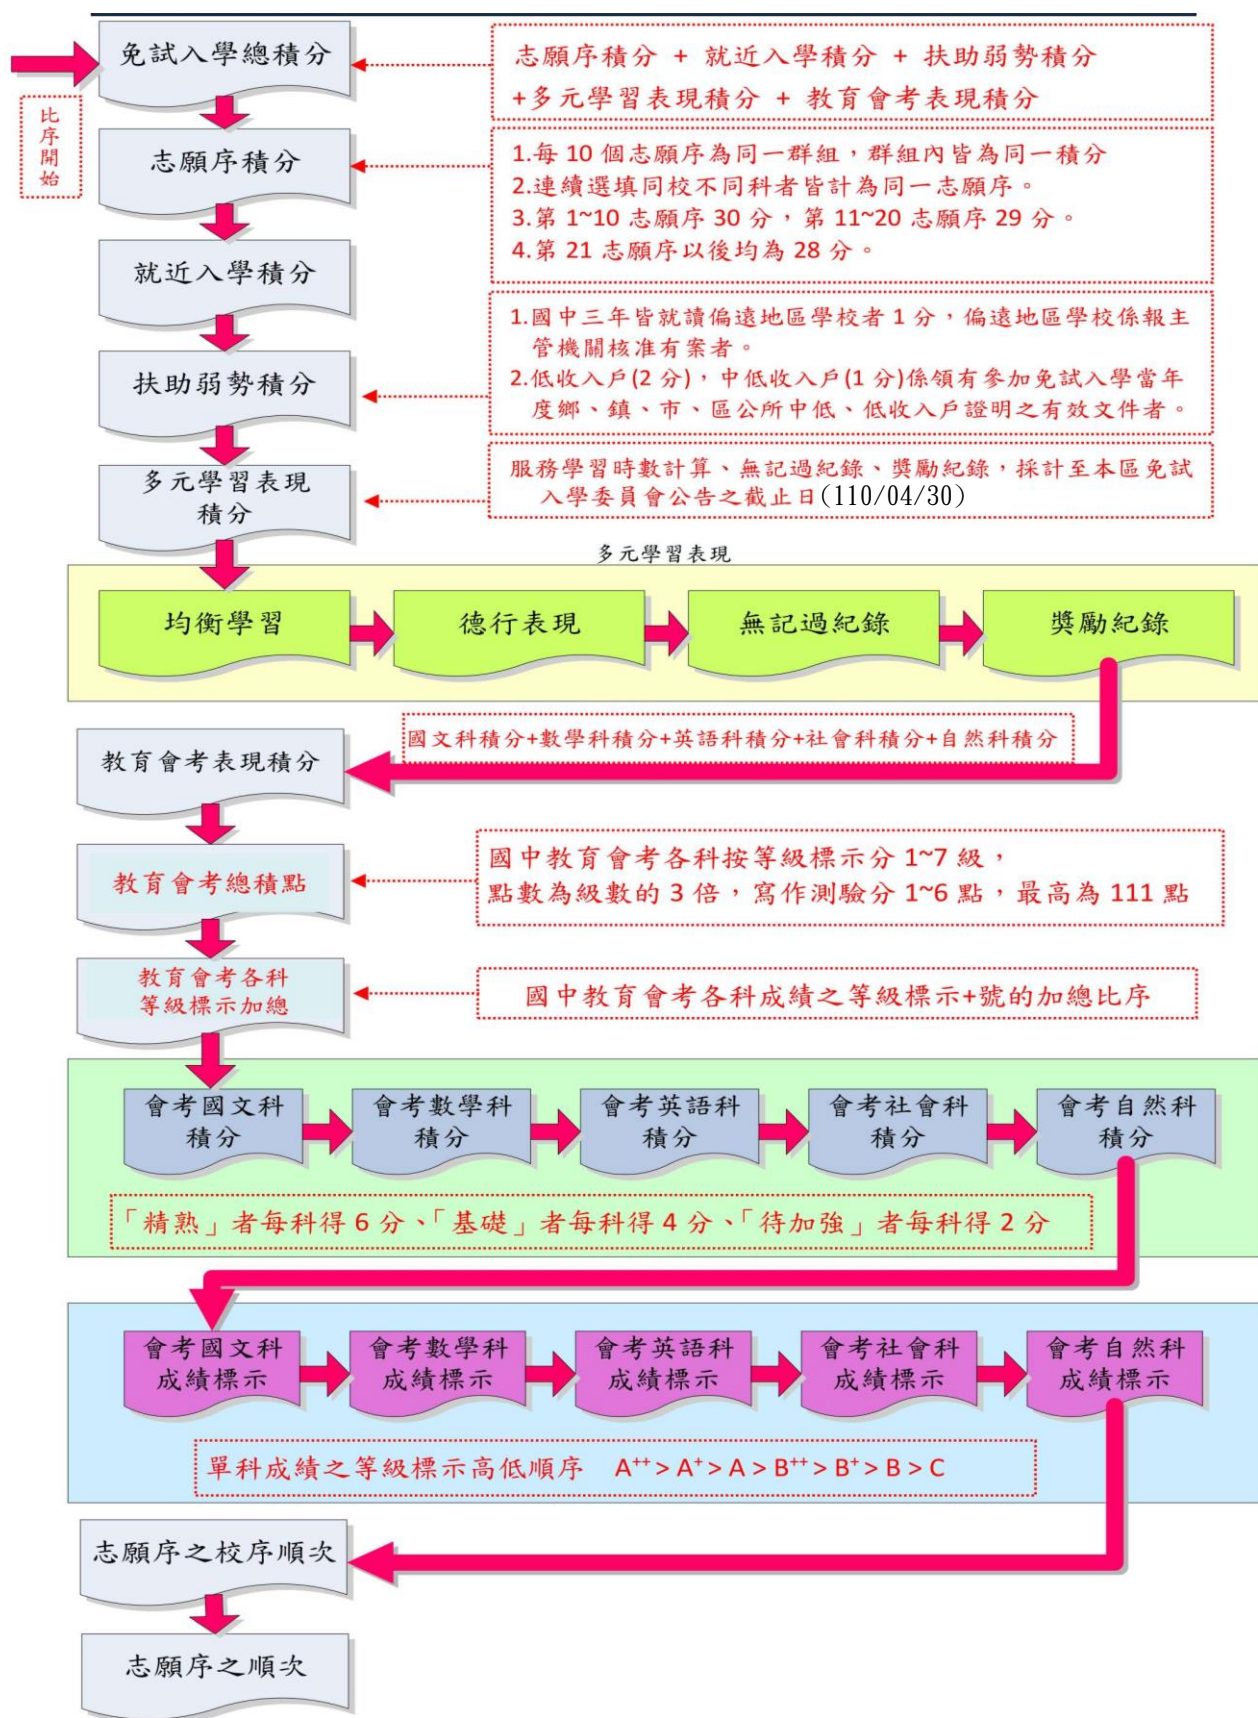 比序開始
免試入學總積分
志願序積分 + 就近入學積分 + 扶助弱勢積分
+多元學習表現積分 + 教育會考表現積分
志願序積分
1.每 10 個志願序為同一群組，群組內皆為同一積分
2.連續選填同校不同科者皆計為同一志願序。
3.第 1~10 志願序 30 分，第 11~20 志願序 29 分。
4.第 21 志願序以後均為 28 分。
就近入學積分
扶助弱勢積分
1.國中三年皆就讀偏遠地區學校者 1 分，偏遠地區學校係報主
管機關核准有案者。
2.低收入戶(2 分)，中低收入戶(1 分)係領有參加免試入學當年
度鄉、鎮、市、區公所中低、低收入戶證明之有效文件者。
多元學習表現
積分
服務學習時數計算、無記過紀錄、獎勵紀錄，採計至本區免試
入學委員會公告之截止日(110/04/30)
多元學習表現
均衡學習
德行表現
無記過紀錄
獎勵紀錄
國文科積分+數學科積分+英語科積分+社會科積分+自然科積分
教育會考表現積分
教育會考總積點
國中教育會考各科按等級標示分 1~7 級，
點數為級數的 3 倍，寫作測驗分 1~6 點，最高為 111 點
教育會考各科
等級標示加總
國中教育會考各科成績之等級標示+號的加總比序
會考國文科
積分
會考數學科
積分
會考英語科
積分
會考社會科
積分
會考自然科
積分
「精熟」者每科得 6 分、「基礎」者每科得 4 分、「待加強」者每科得 2 分
會考國文科
成績標示
會考數學科
成績標示
會考英語科
成績標示
會考社會科
成績標示
會考自然科
成績標示
單科成績之等級標示高低順序 A⁺⁺ > A⁺ > A > B⁺⁺ > B⁺ > B > C
志願序之校序順次
志願序之順次